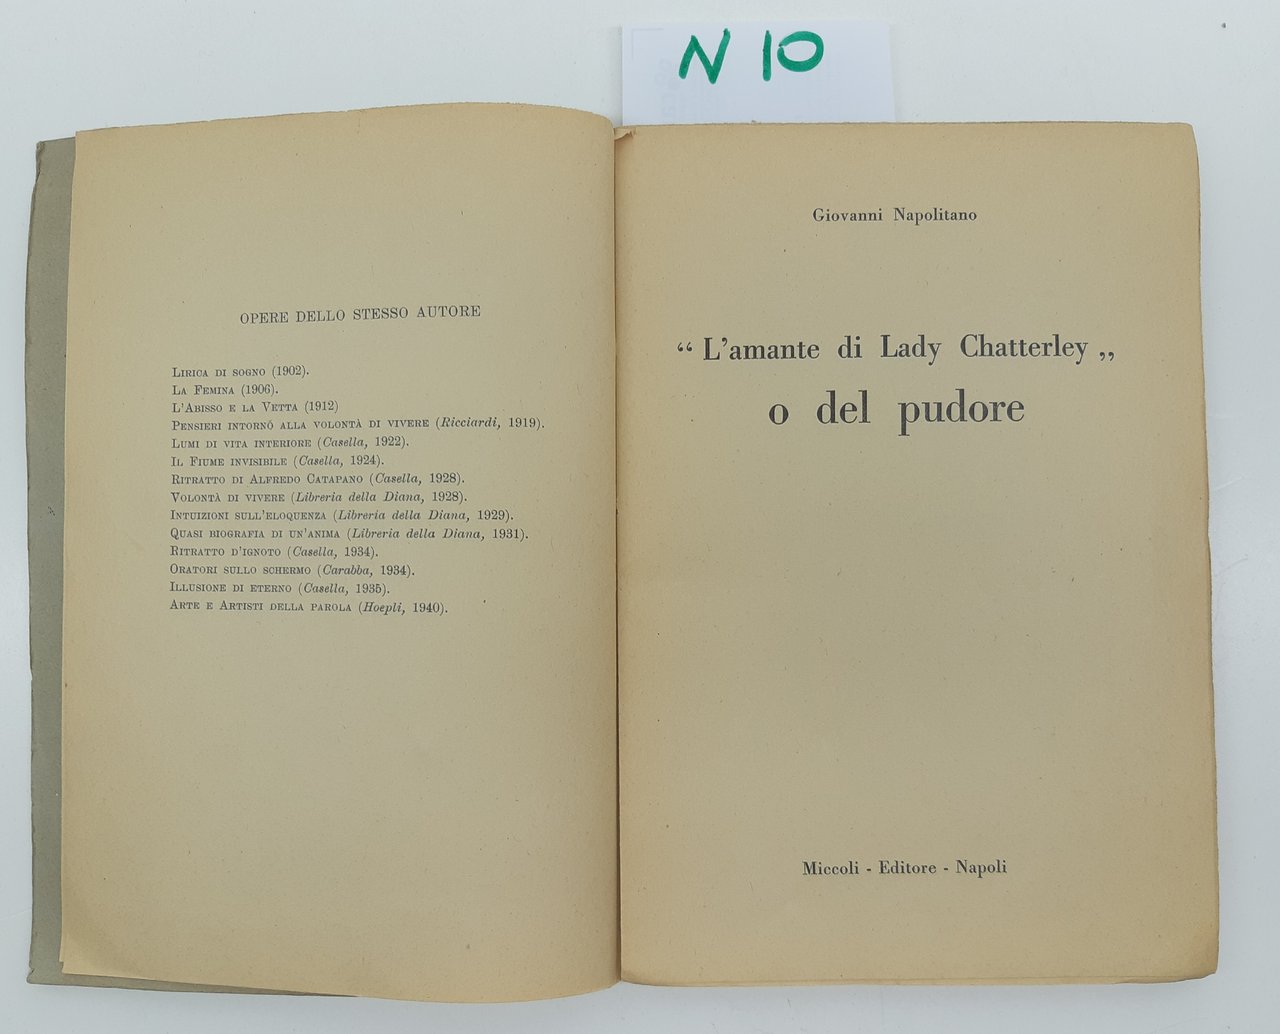 N 10
OPERE DELLO STESSO AUTORE
LIRICA DI SOGNO (1902).
LA FEMINA (1906).
L'ABISSO E LA VETTA (1912)
PENSIERI INTORNO ALLA VOLONTÀ DI VIVERE (Ricciardi, 1919).
LUMI DI VITA INTERIORE (Casella, 1922).
IL FIUME INVISIBILE (Casella, 1924).
RITRATTO DI ALFREDO CATAPANO (Casella, 1928).
VOLONTÀ DI VIVERE (Libreria della Diana, 1928).
INTUIZIONI SULL'ELOQUENZA (Libreria della Diana, 1929).
QUASI BIOGRAFIA DI UN'ANIMA (Libreria della Diana, 1931).
RITRATTO D'IGNOTO (Casella, 1934).
ORATORI SULLO SCHERMO (Carabba, 1934).
ILLUSIONE DI ETERNO (Casella, 1935).
ARTE E ARTISTI DELLA PAROLA (Hoepli, 1940).
Giovanni Napolitano
“ L'amante di Lady Chatterley „
o del pudore
Miccoli - Editore - Napoli